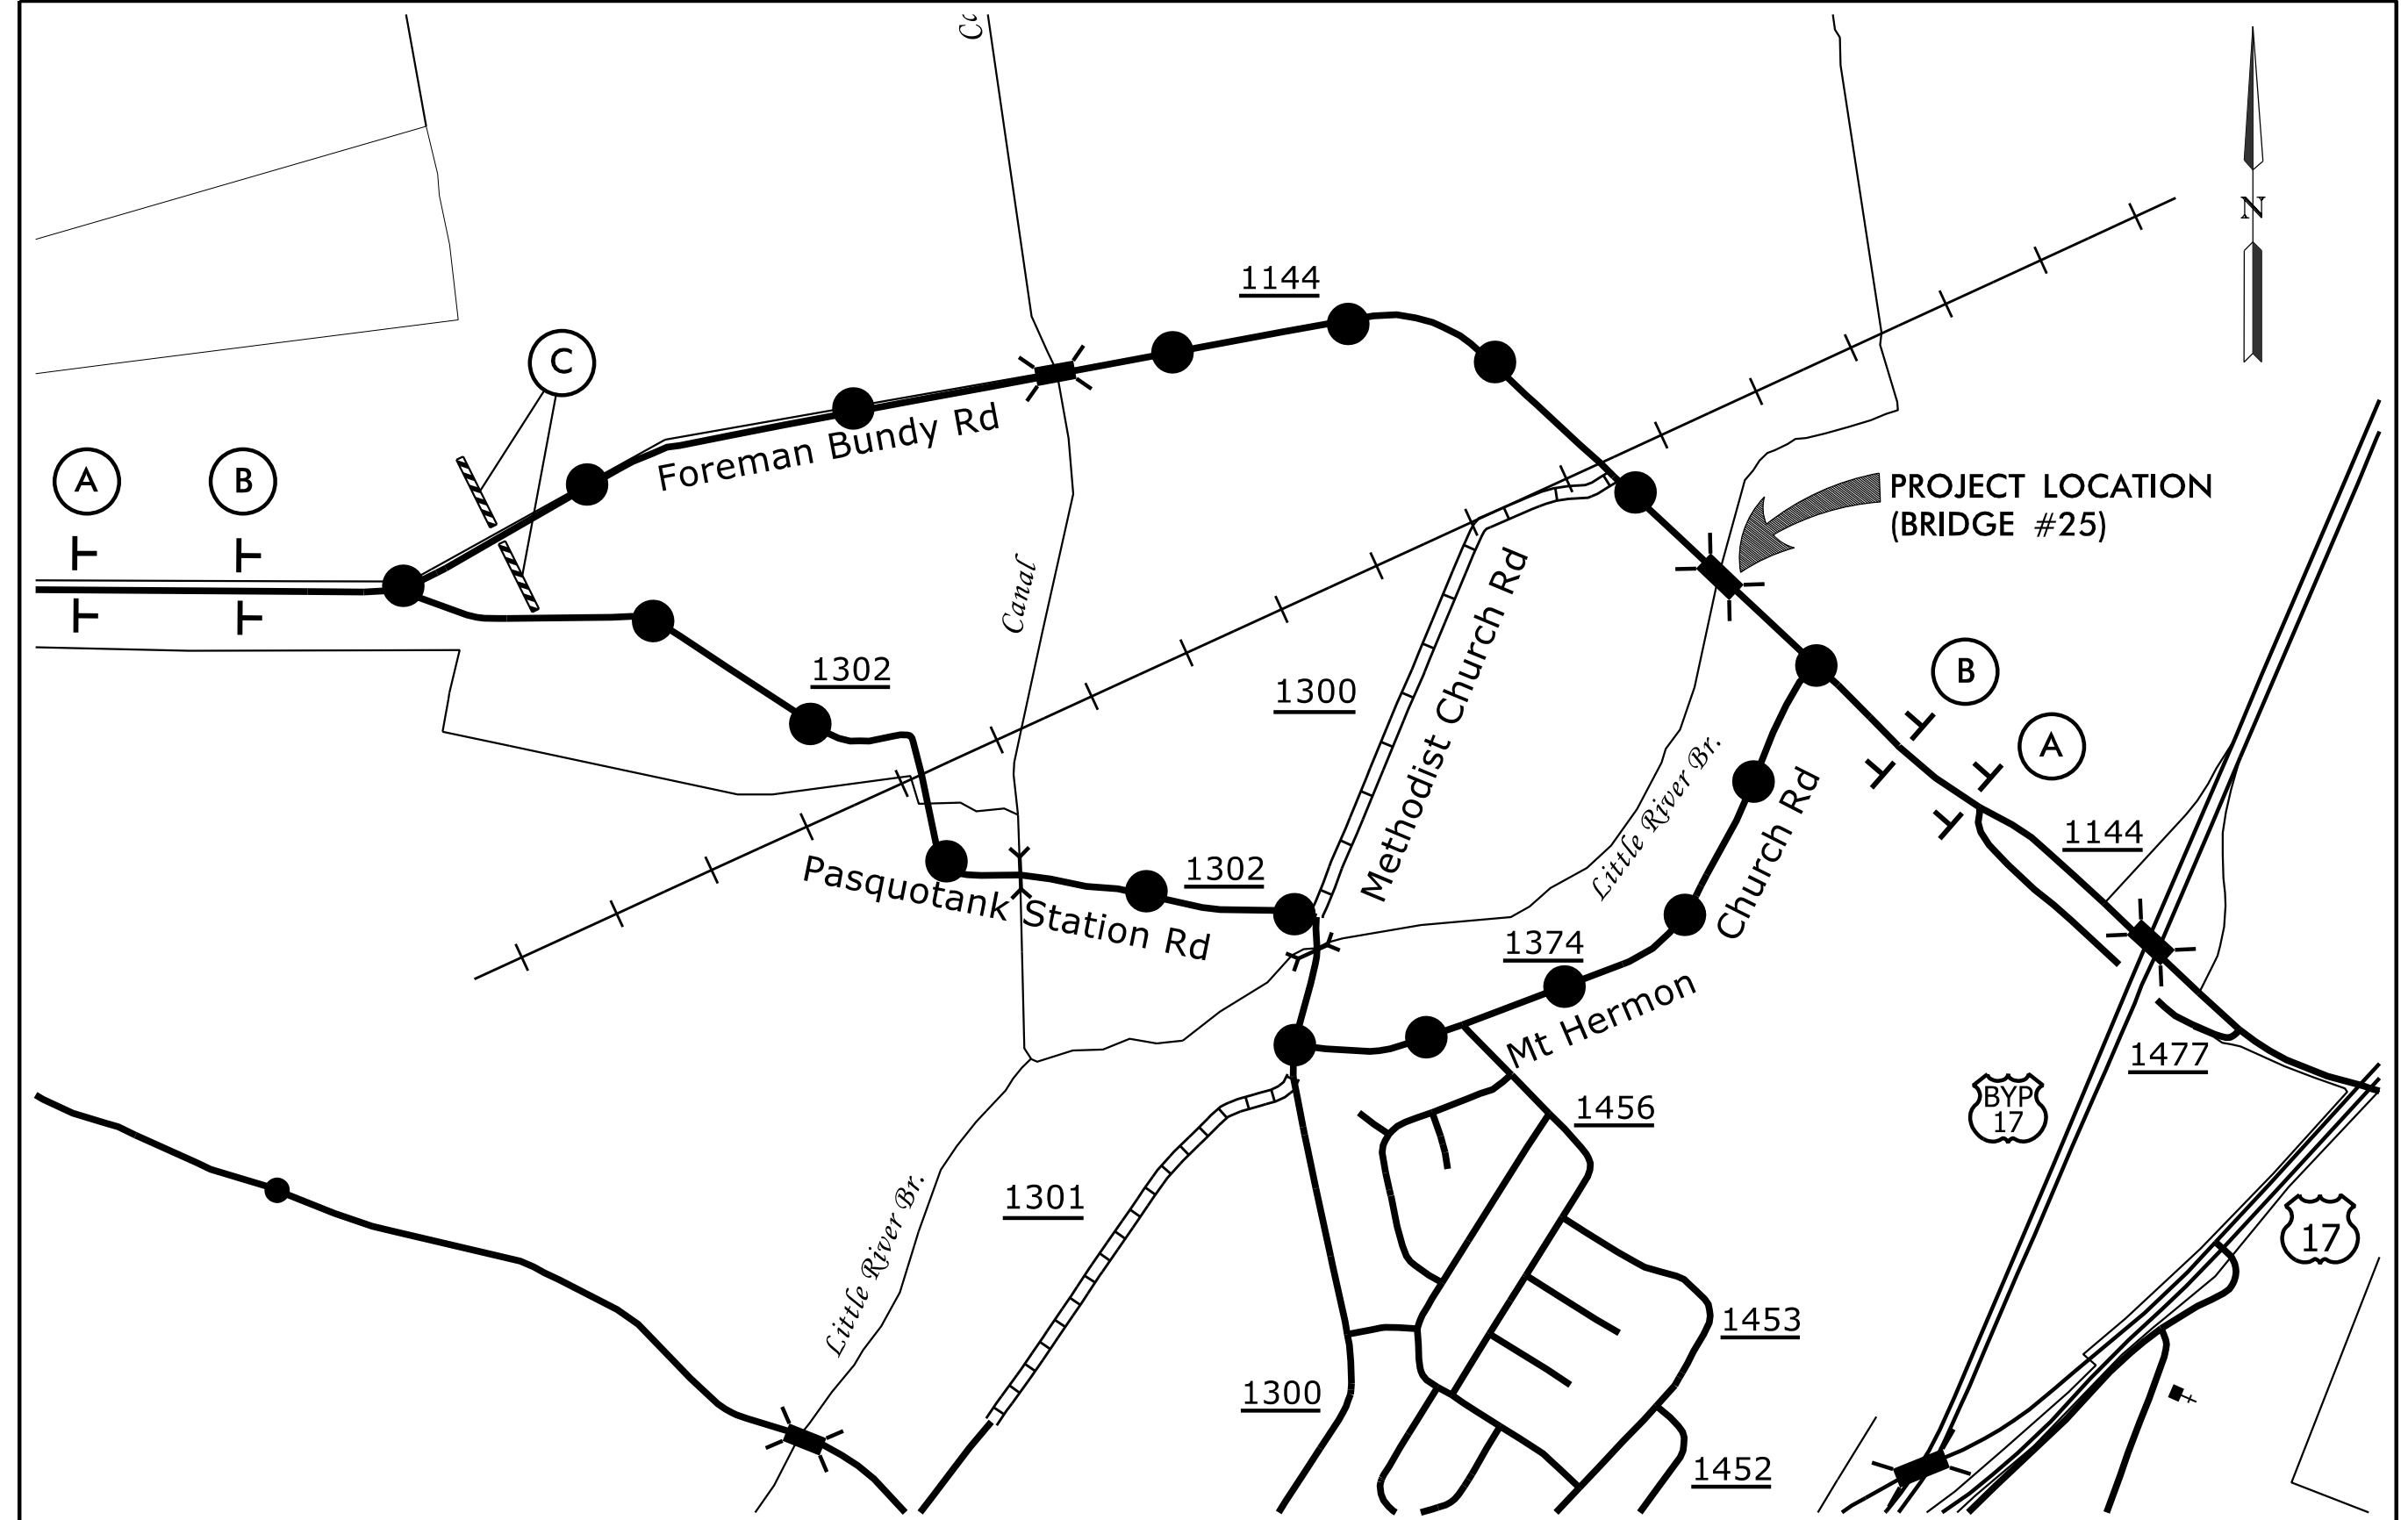 N
1144
C
Foreman Bundy Rd
A
B
PROJECT LOCATION
(BRIDGE #25)
Canal
1302
1300
Methodist Church Rd
B
A
Little River Br.
Church Rd
1144
1302
Pasquotank Station Rd
1374
Mt Hermon
1477
BYP
17
1456
1301
Little River Br.
17
1453
1300
1452